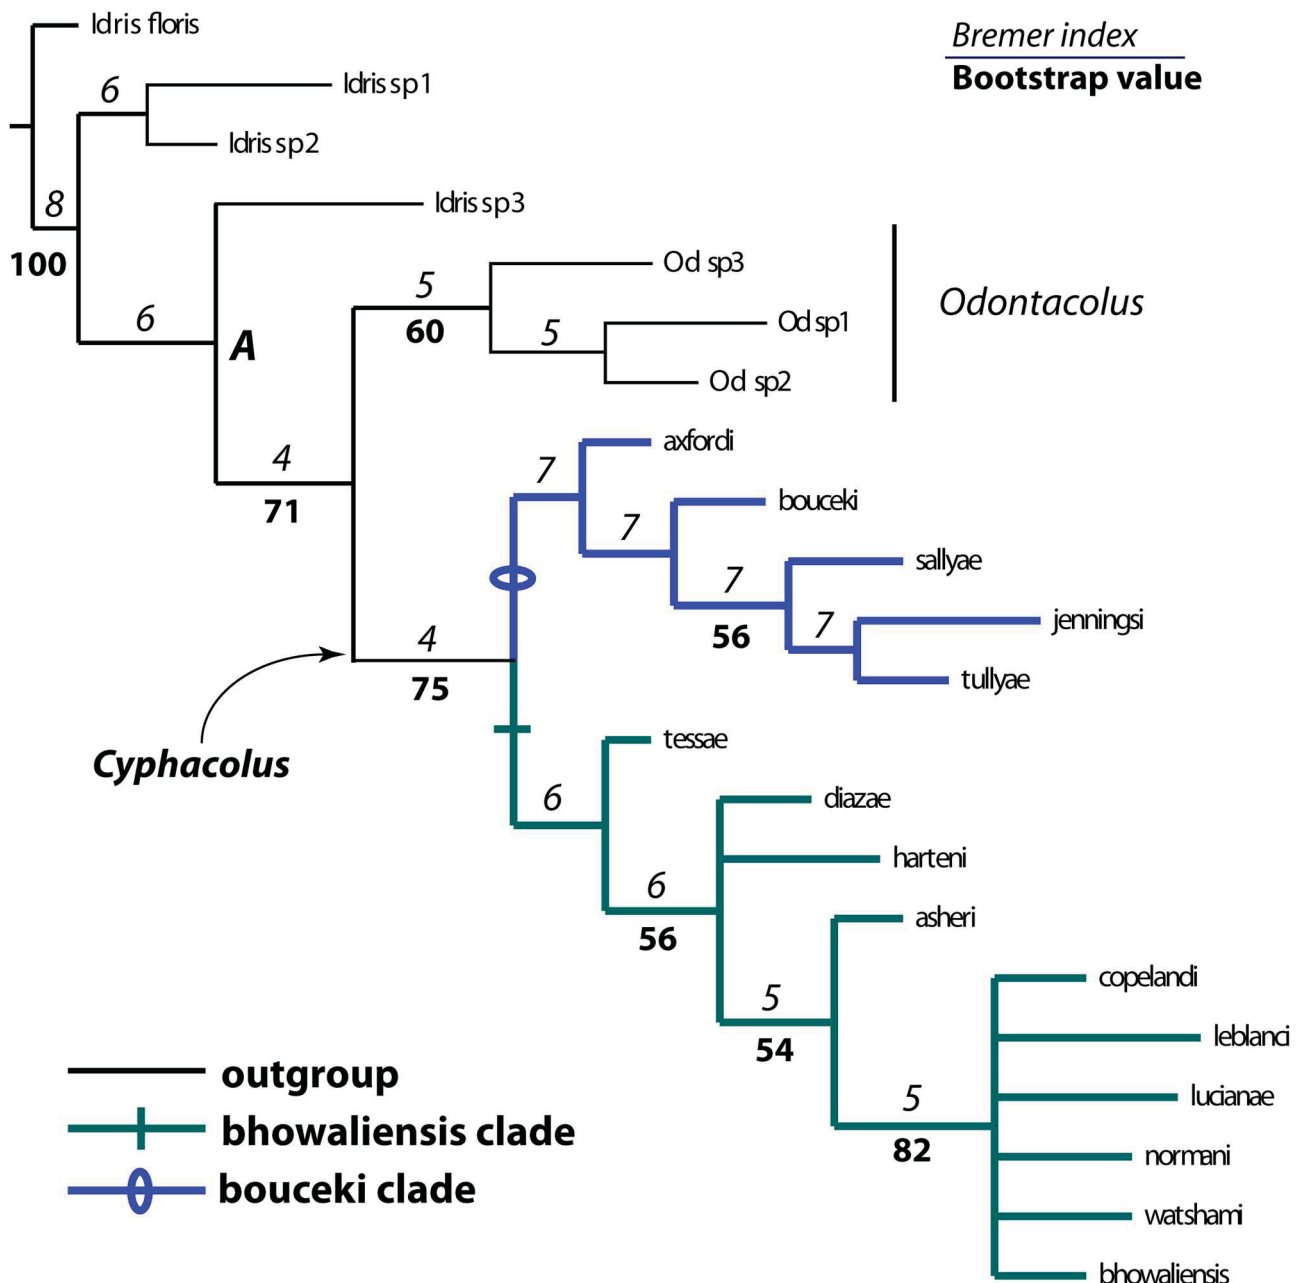 Idris floris
Bremer index
Bootstrap value
6
Idris sp1
Idris sp2
8
Idris sp3
100
Od sp3
5
Odontacolus
6
Od sp1
A
60
5
Od sp2
axfordi
4
7
bouceki
71
7
sallyae
7
jenningsi
56
7
4
tullyae
75
tessae
Cyphacolus
6
diazae
harteni
6
asheri
56
copelandi
5
leblanci
54
outgroup
5
lucianae
bhowaliensis clade
82
normani
bouceki clade
watshami
bhowaliensis